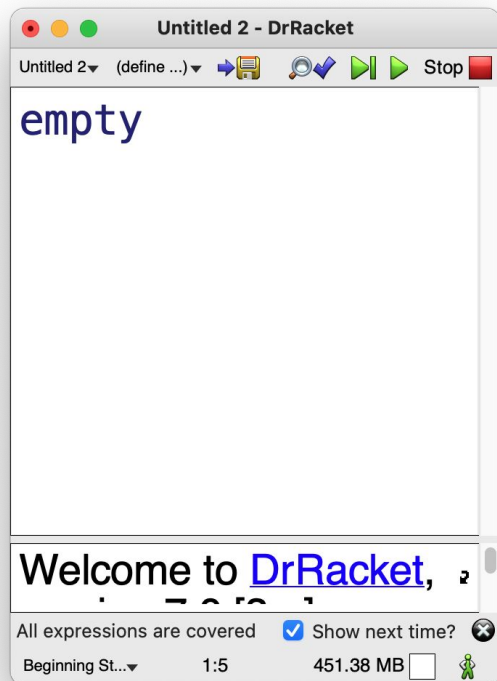 Untitled 2 - DrRacket
Untitled 2 (define ...) Stop
empty
Welcome to DrRacket,
All expressions are covered Show next time?
Beginning St... 1:5 451.38 MB